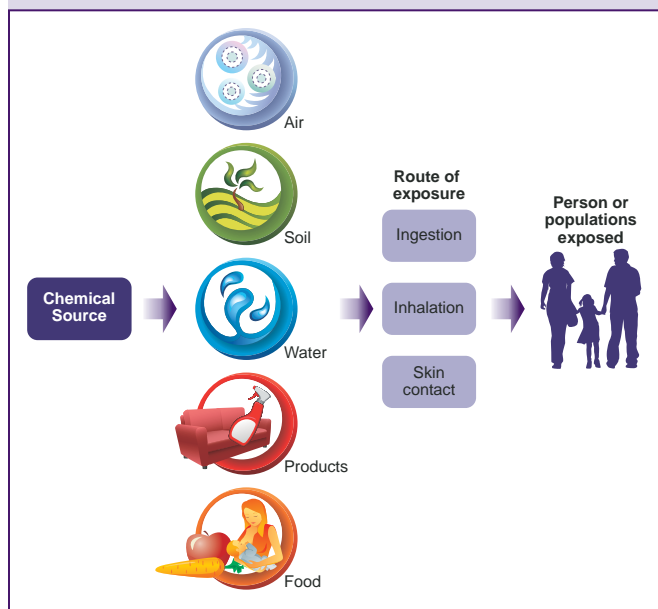 Chemical
Source
Air
Soil
Water
Products
Food
Route of
exposure
Ingestion
Inhalation
Skin
contact
Person or
populations
exposed